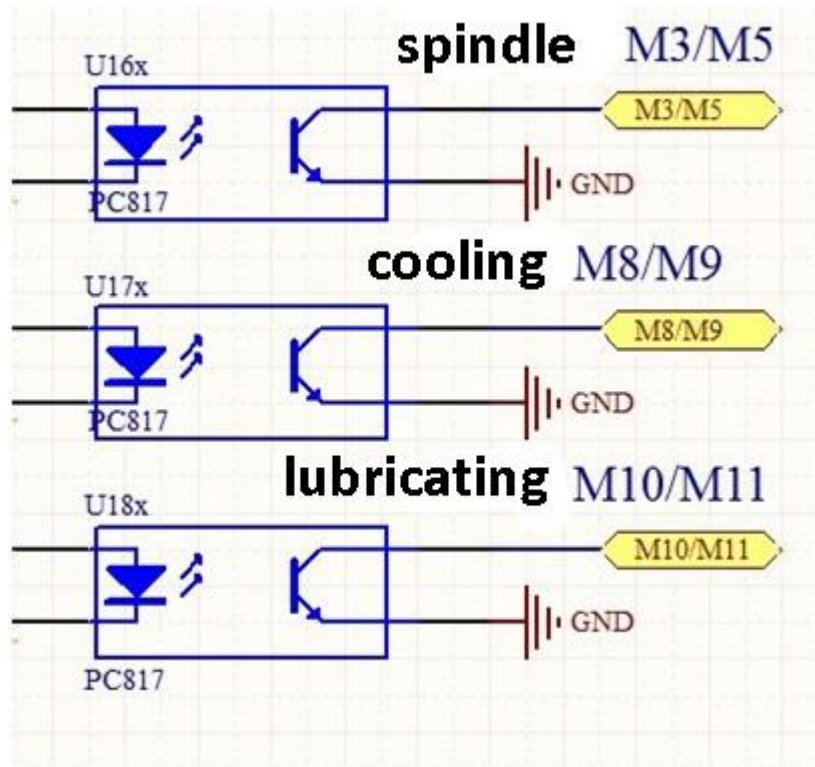 spindle M3/M5
U16x
M3/M5
GND
PC817
cooling M8/M9
U17x
M8/M9
GND
PC817
lubricating M10/M11
U18x
M10/M11
GND
PC817